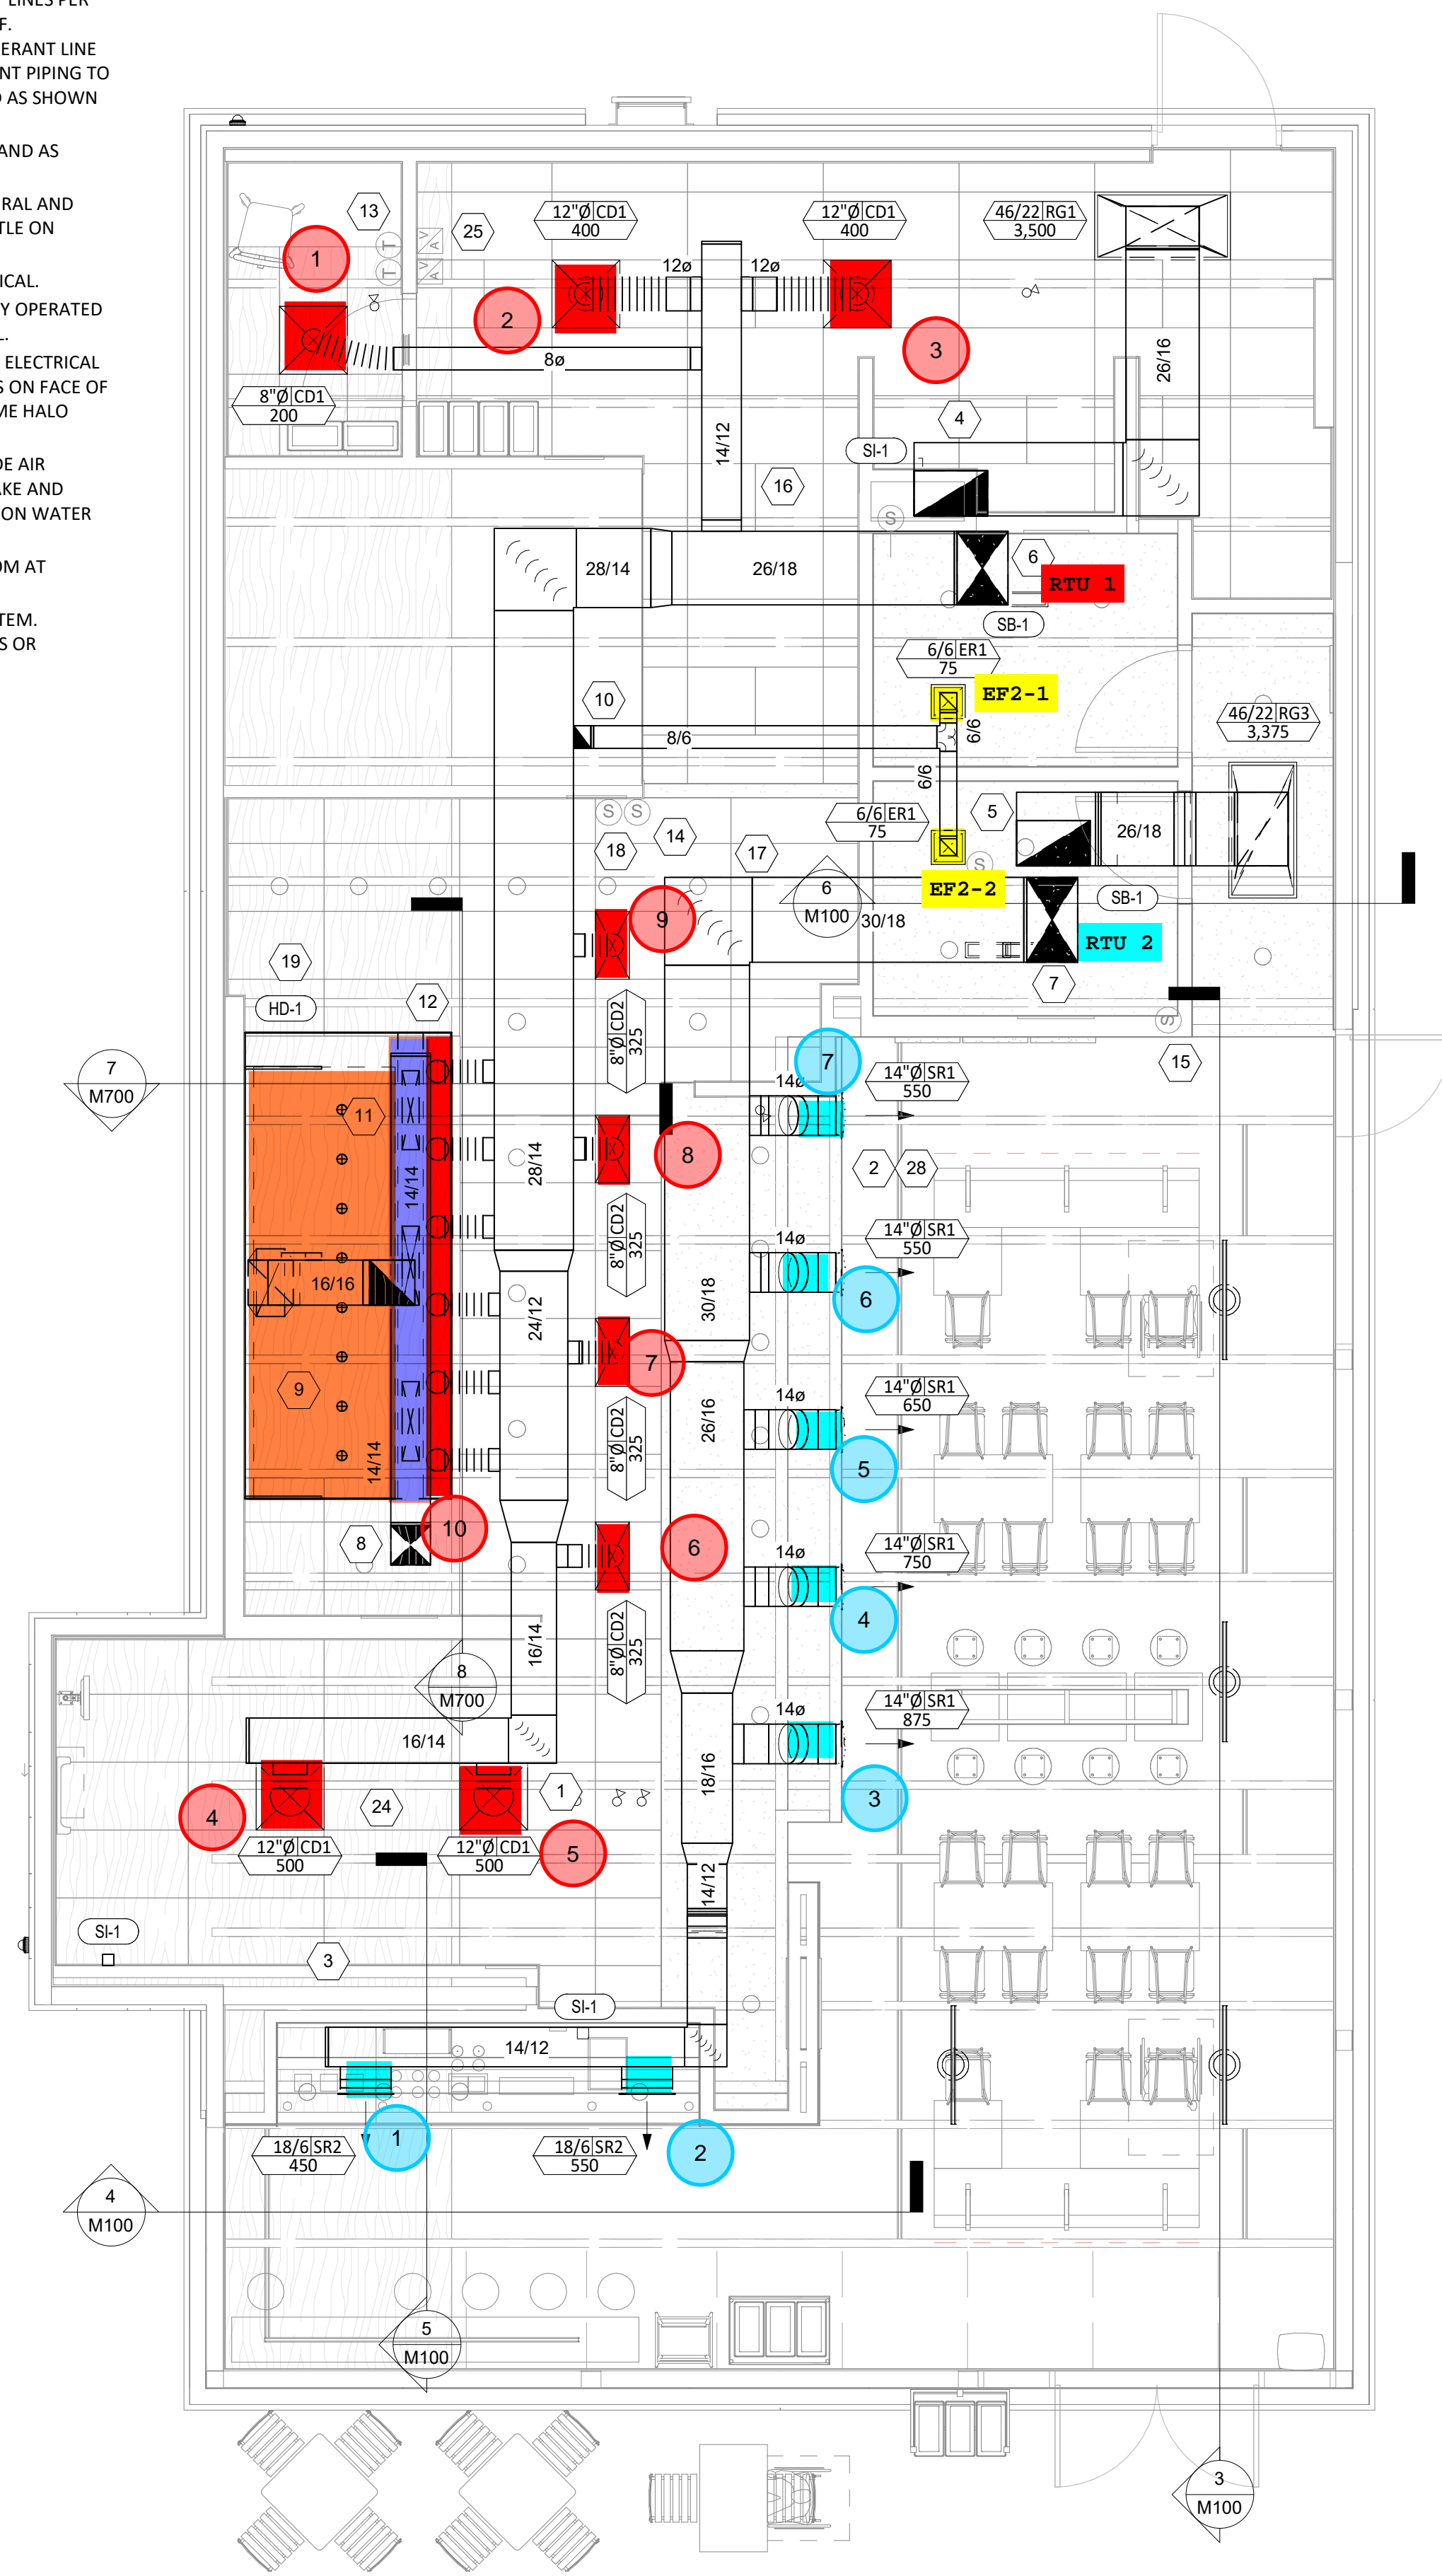 LINES PER
F.
ERANT LINE
NT PIPING TO
AS SHOWN
AND AS
RAL AND
TLE ON
ICAL.
Y OPERATED
ELECTRICAL
S ON FACE OF
ME HALO
DE AIR
AKE AND
ON WATER
OM AT
TEM.
S OR
13
25
12"Ø CD1
400
12"Ø CD1
400
46/22 RG1
3,500
T
T
V
A
V
A
1
2
12ø
12ø
3
8ø
26/16
8"Ø CD1
200
14/12
4
SI-1
16
S
28/14
26/18
6
RTU 1
SB-1
6/6 ER1
75
EF2-1
10
8/6
6/6
46/22 RG3
3,375
6/6
6/6 ER1
75
5
26/18
S S
18
14
17
S
EF2-2
SB-1
6
M100
30/18
9
RTU 2
19
HD-1
12
7
S
8"Ø CD2
325
7
M700
7
15
14ø
14"Ø SR1
550
11
14/14
28/14
8
2
28
8"Ø CD2
325
14ø
14"Ø SR1
550
16/16
24/12
30/18
6
7
14ø
14"Ø SR1
650
9
26/16
8"Ø CD2
325
14/14
5
10
8
6
14ø
14"Ø SR1
750
4
16/14
8"Ø CD2
325
8
M700
14ø
14"Ø SR1
875
16/14
18/16
4
24
1
3
12"Ø CD1
500
12"Ø CD1
500
5
14/12
SI-1
3
SI-1
14/12
1
2
18/6 SR2
450
18/6 SR2
550
4
M100
5
M100
3
M100